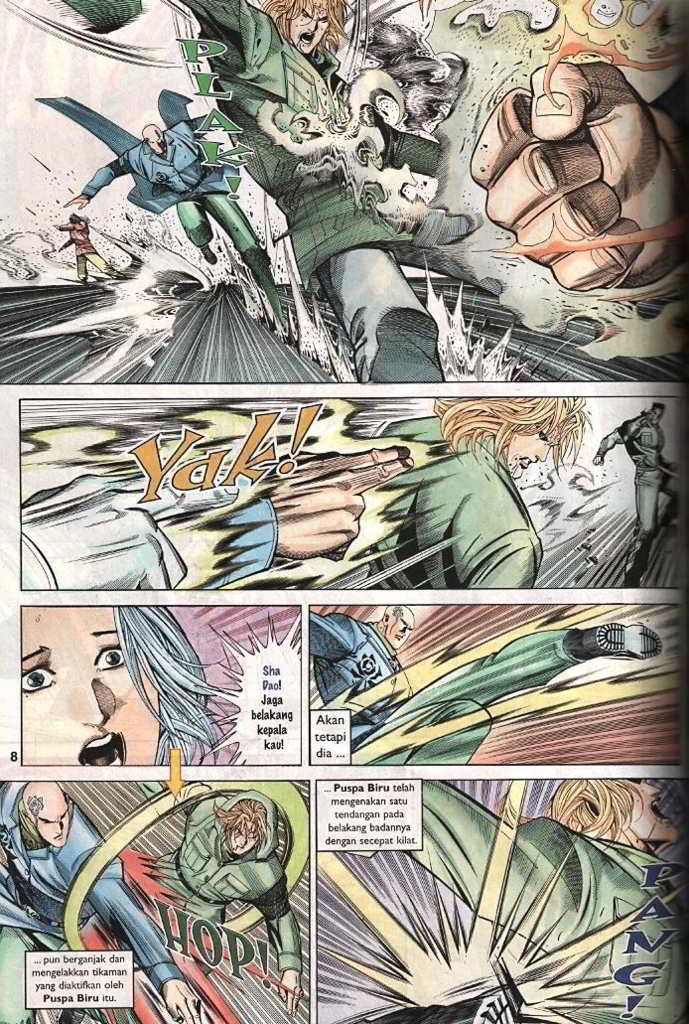 PLAK!
Yak!
Sha
Dao!
Jaga
belakang
kepala
kau!
Akan
tetapi
dia ...
8
HOP!
... pun berganjak dan
mengelakkan tikaman
yang diaktifkan oleh
Puspa Biru itu.
... Puspa Biru telah
mengenakan satu
tendangan pada
belakang badannya
dengan secepat kilat.
PANG!